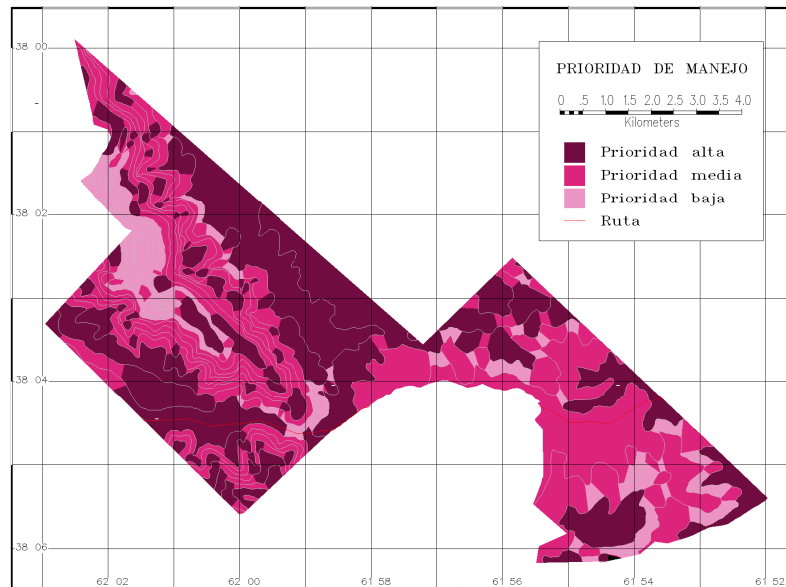 38 00
PRIORIDAD DE MANEJO
0 .5 1.0 1.5 2.0 2.5 3.0 3.5 4.0
Kilometers
Prioridad alta
Prioridad media
Prioridad baja
Ruta
38 02
38 04
38 06
62 02 62 00 61 58 61 56 61 54 61 52